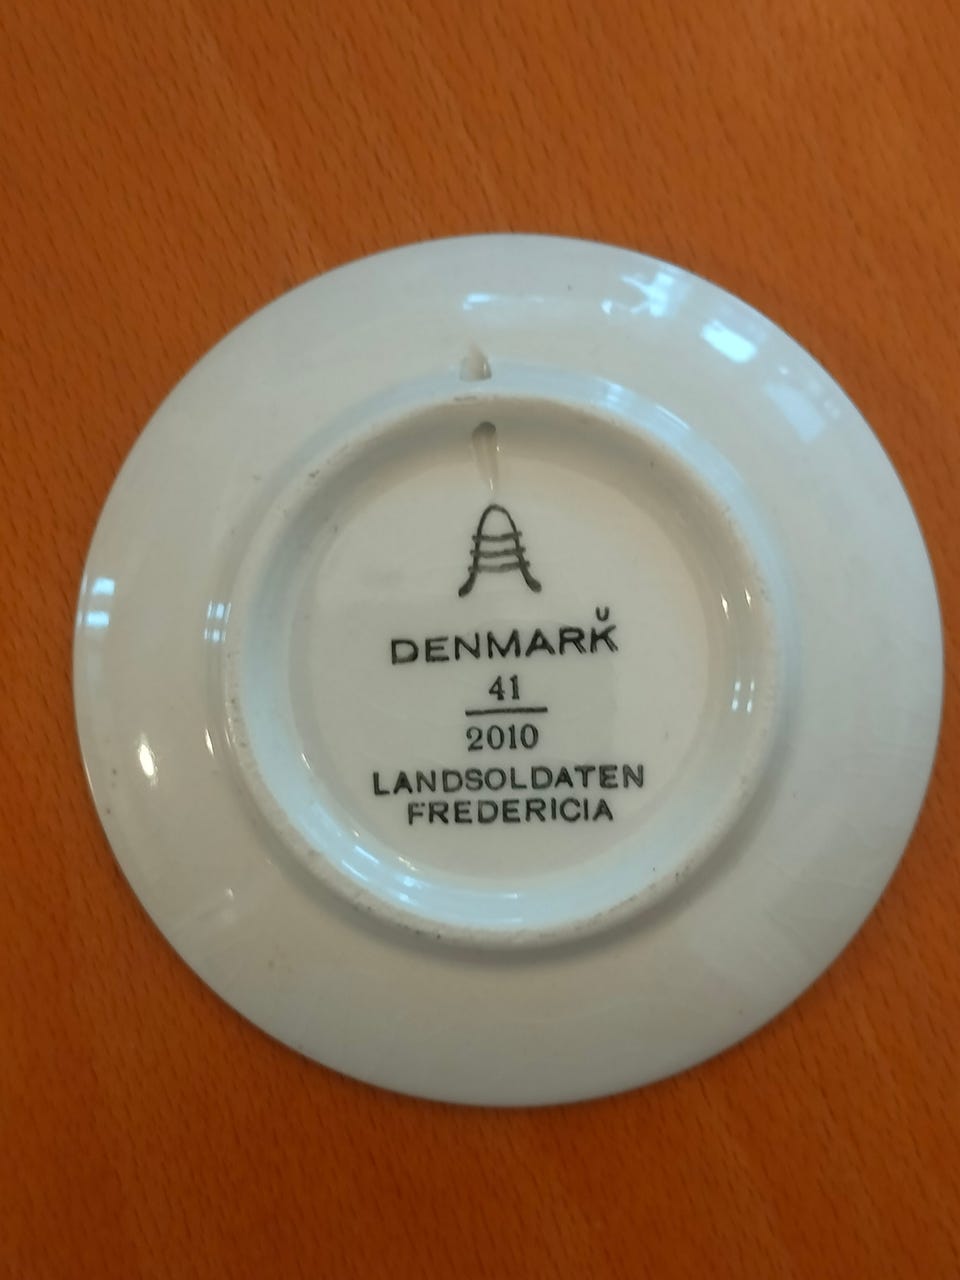 DENMARK
U
41
2010
LANDSOLDATEN
FREDERICIA